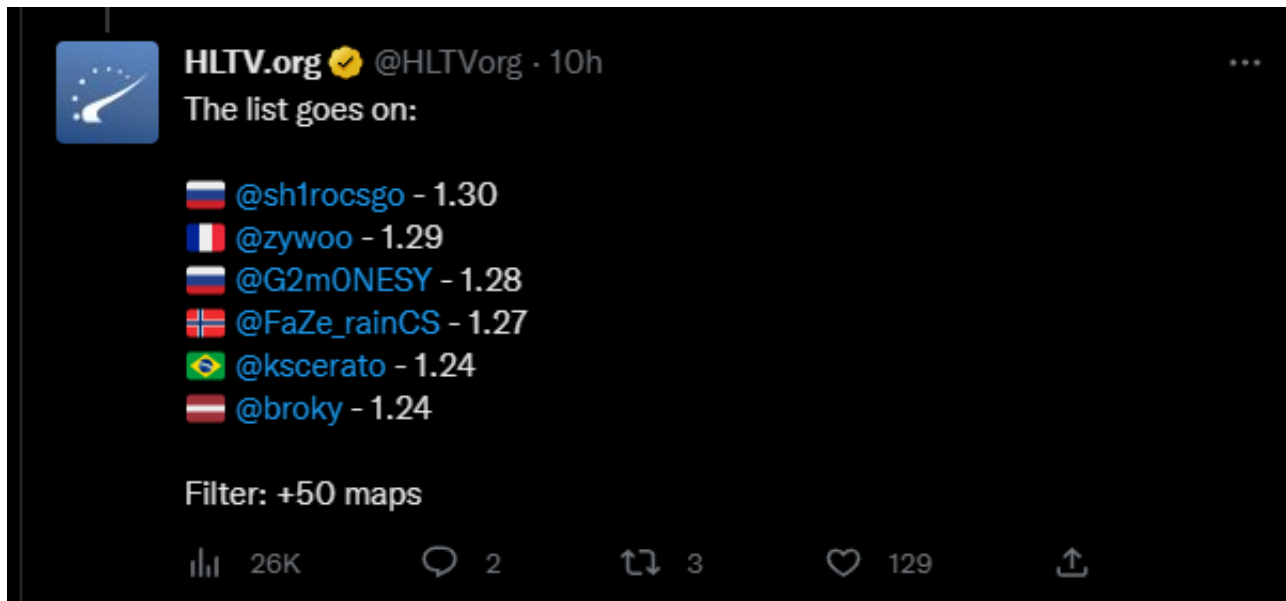 HLTV.org @HLTVorg · 10h
The list goes on:
🇷🇺 @sh1rocsgo - 1.30
🇫🇷 @zywoo - 1.29
🇷🇺 @G2m0NESY - 1.28
🇳🇴 @FaZe_rainCS - 1.27
🇧🇷 @kscerato - 1.24
🇱🇻 @broky - 1.24
Filter: +50 maps
26K 2 3 129